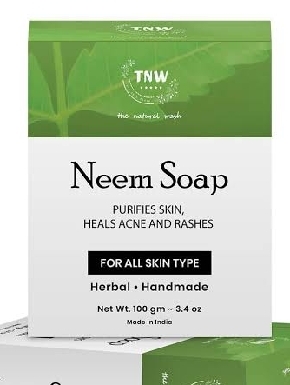 TNW
the natural wash
Neem Soap
PURIFIES SKIN,
HEALS ACNE AND RASHES
FOR ALL SKIN TYPE
Herbal • Handmade
Net Wt. 100 gm ~ 3.4 oz
Made in India